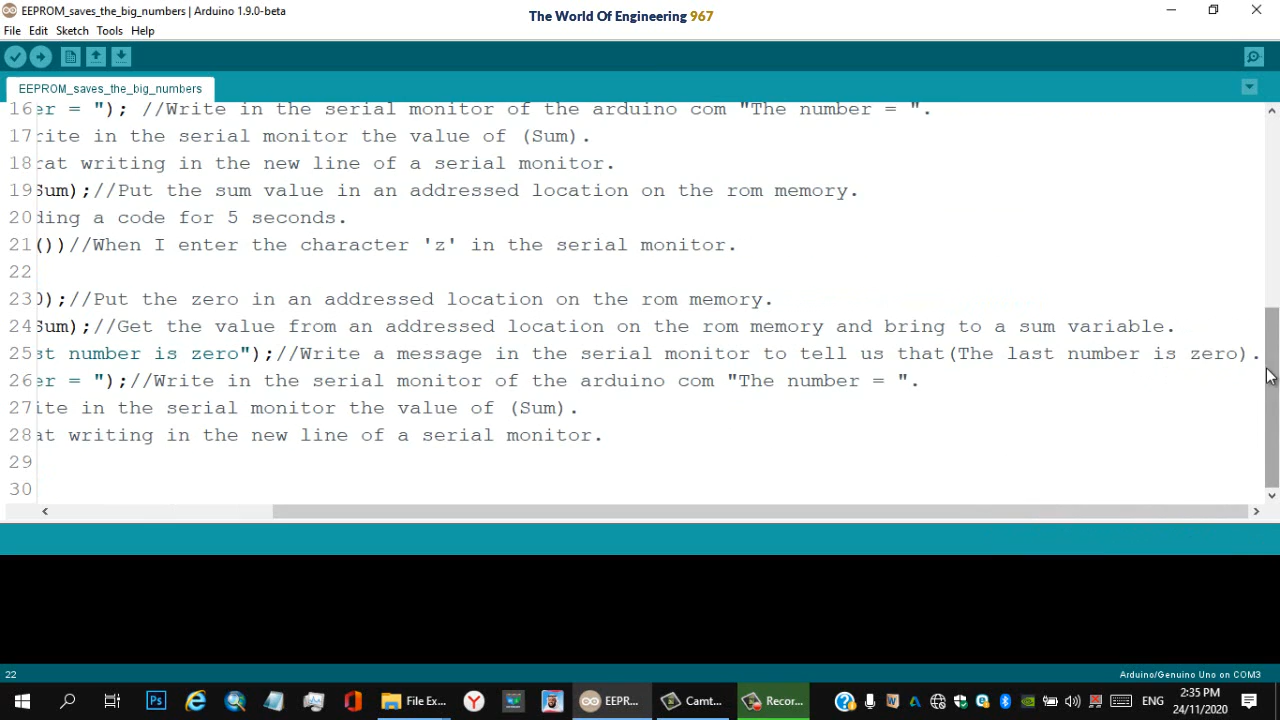 EEPROM_saves_the_big_numbers | Arduino 1.9.0-beta
The World Of Engineering 967
File Edit Sketch Tools Help
EEPROM_saves_the_big_numbers
16 er = "); //Write in the serial monitor of the arduino com "The number = ".
17 rite in the serial monitor the value of (Sum).
18 rat writing in the new line of a serial monitor.
19 Sum);//Put the sum value in an addressed location on the rom memory.
20 ding a code for 5 seconds.
21 ())//When I enter the character 'z' in the serial monitor.
22
23 0);//Put the zero in an addressed location on the rom memory.
24 Sum);//Get the value from an addressed location on the rom memory and bring to a sum variable.
25 st number is zero");//Write a message in the serial monitor to tell us that(The last number is zero).
26 er = ");//Write in the serial monitor of the arduino com "The number = ".
27 ite in the serial monitor the value of (Sum).
28 at writing in the new line of a serial monitor.
29
30
22 Arduino/Genuino Uno on COM3
File Ex... EEPR... Camt... Recor... ENG 2:35 PM
24/11/2020